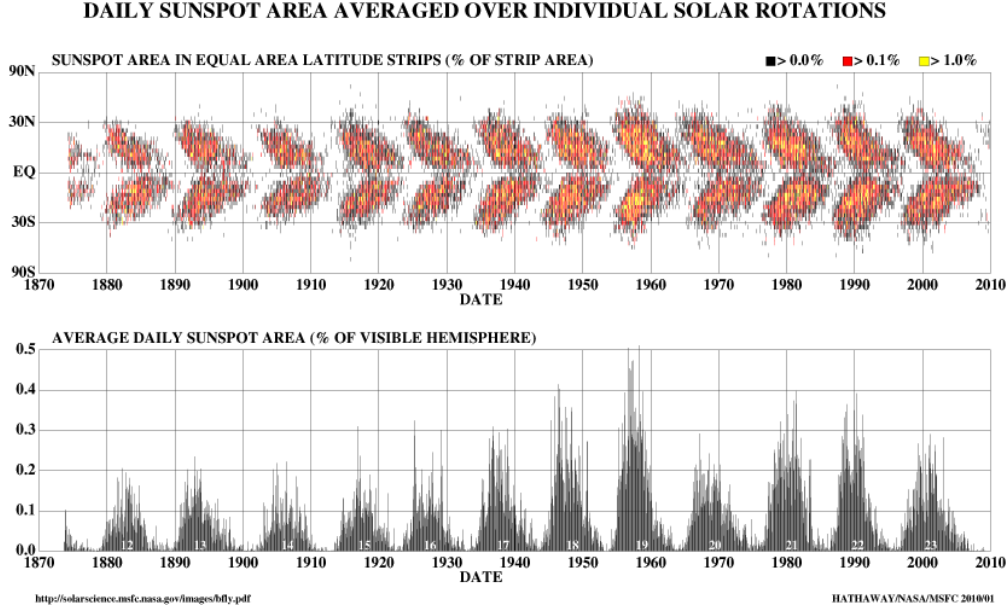 DAILY SUNSPOT AREA AVERAGED OVER INDIVIDUAL SOLAR ROTATIONS
SUNSPOT AREA IN EQUAL AREA LATITUDE STRIPS (% OF STRIP AREA) > 0.0% > 0.1% > 1.0%
90N
30N
EQ
30S
90S
1870 1880 1890 1900 1910 1920 1930 1940 1950 1960 1970 1980 1990 2000 2010
DATE
AVERAGE DAILY SUNSPOT AREA (% OF VISIBLE HEMISPHERE)
0.5
0.4
0.3
0.2
0.1
0.0
12 13 14 15 16 17 18 19 20 21 22 23
1870 1880 1890 1900 1910 1920 1930 1940 1950 1960 1970 1980 1990 2000 2010
DATE
http://solarscience.msfc.nasa.gov/images/bfly.pdf HATHAWAY/NASA/MSFC 2010/01